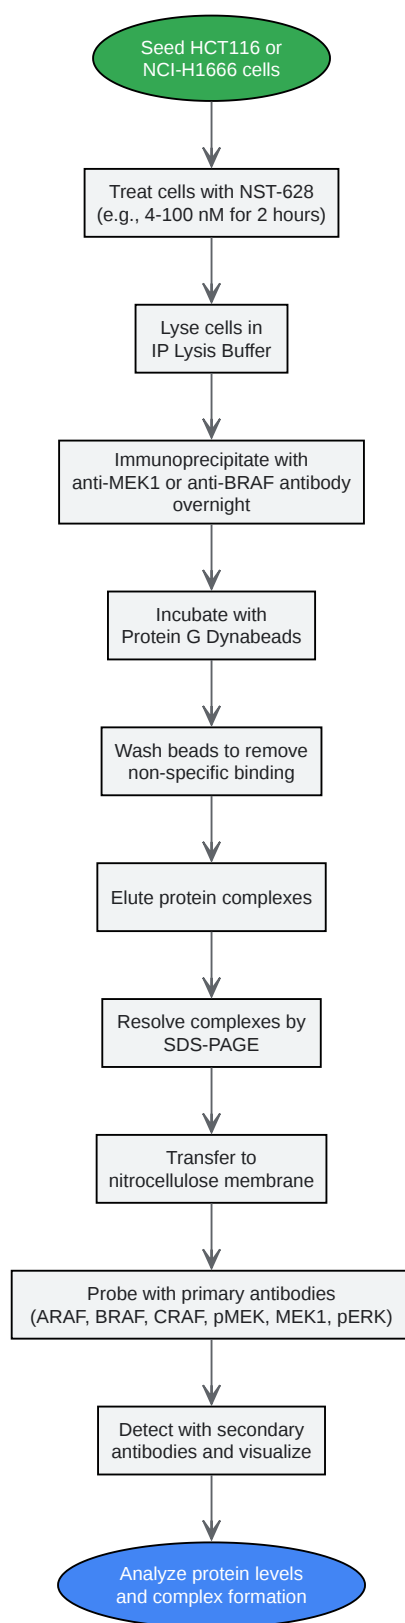 Seed HCT116 or
NCI-H1666 cells
Treat cells with NST-628
(e.g., 4-100 nM for 2 hours)
Lyse cells in
IP Lysis Buffer
Immunoprecipitate with
anti-MEK1 or anti-BRAF antibody
overnight
Incubate with
Protein G Dynabeads
Wash beads to remove
non-specific binding
Elute protein complexes
Resolve complexes by
SDS-PAGE
Transfer to
nitrocellulose membrane
Probe with primary antibodies
(ARAF, BRAF, CRAF, pMEK, MEK1, pERK)
Detect with secondary
antibodies and visualize
Analyze protein levels
and complex formation